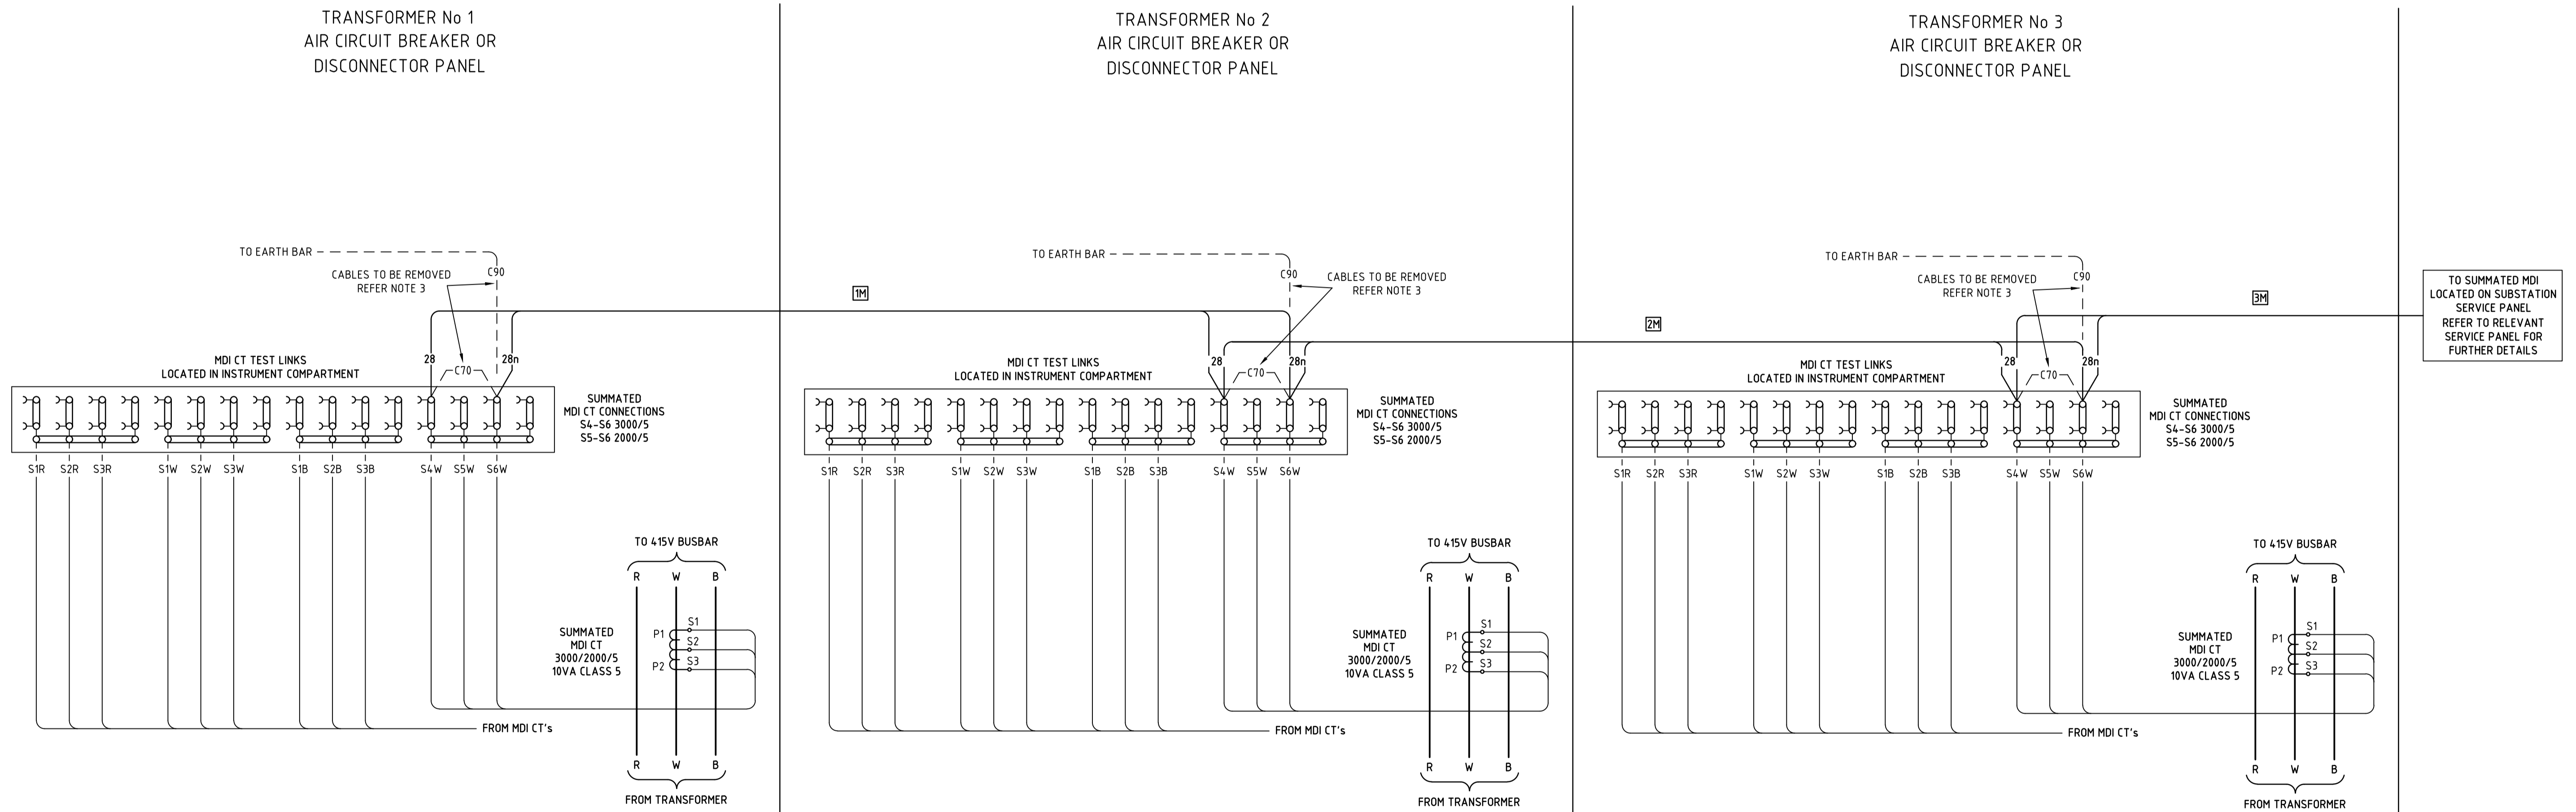 TRANSFORMER No 1
AIR CIRCUIT BREAKER OR
DISCONNECTOR PANEL
TO EARTH BAR
C90
CABLES TO BE REMOVED
REFER NOTE 3
1M
28
28n
C70
MDI CT TEST LINKS
LOCATED IN INSTRUMENT COMPARTMENT
SUMMATED
MDI CT CONNECTIONS
S4-S6 3000/5
S5-S6 2000/5
S1R S2R S3R S1W S2W S3W S1B S2B S3B S4W S5W S6W
TO 415V BUSBAR
R W B
SUMMATED
MDI CT
3000/2000/5
10VA CLASS 5
P1
P2
S1
S2
S3
FROM MDI CT's
R W B
FROM TRANSFORMER
TRANSFORMER No 2
AIR CIRCUIT BREAKER OR
DISCONNECTOR PANEL
TO EARTH BAR
C90
CABLES TO BE REMOVED
REFER NOTE 3
2M
28
28n
C70
MDI CT TEST LINKS
LOCATED IN INSTRUMENT COMPARTMENT
SUMMATED
MDI CT CONNECTIONS
S4-S6 3000/5
S5-S6 2000/5
S1R S2R S3R S1W S2W S3W S1B S2B S3B S4W S5W S6W
TO 415V BUSBAR
R W B
SUMMATED
MDI CT
3000/2000/5
10VA CLASS 5
P1
P2
S1
S2
S3
FROM MDI CT's
R W B
FROM TRANSFORMER
TRANSFORMER No 3
AIR CIRCUIT BREAKER OR
DISCONNECTOR PANEL
TO EARTH BAR
C90
CABLES TO BE REMOVED
REFER NOTE 3
3M
28
28n
C70
MDI CT TEST LINKS
LOCATED IN INSTRUMENT COMPARTMENT
SUMMATED
MDI CT CONNECTIONS
S4-S6 3000/5
S5-S6 2000/5
S1R S2R S3R S1W S2W S3W S1B S2B S3B S4W S5W S6W
TO 415V BUSBAR
R W B
SUMMATED
MDI CT
3000/2000/5
10VA CLASS 5
P1
P2
S1
S2
S3
FROM MDI CT's
R W B
FROM TRANSFORMER
TO SUMMATED MDI
LOCATED ON SUBSTATION
SERVICE PANEL
REFER TO RELEVANT
SERVICE PANEL FOR
FURTHER DETAILS